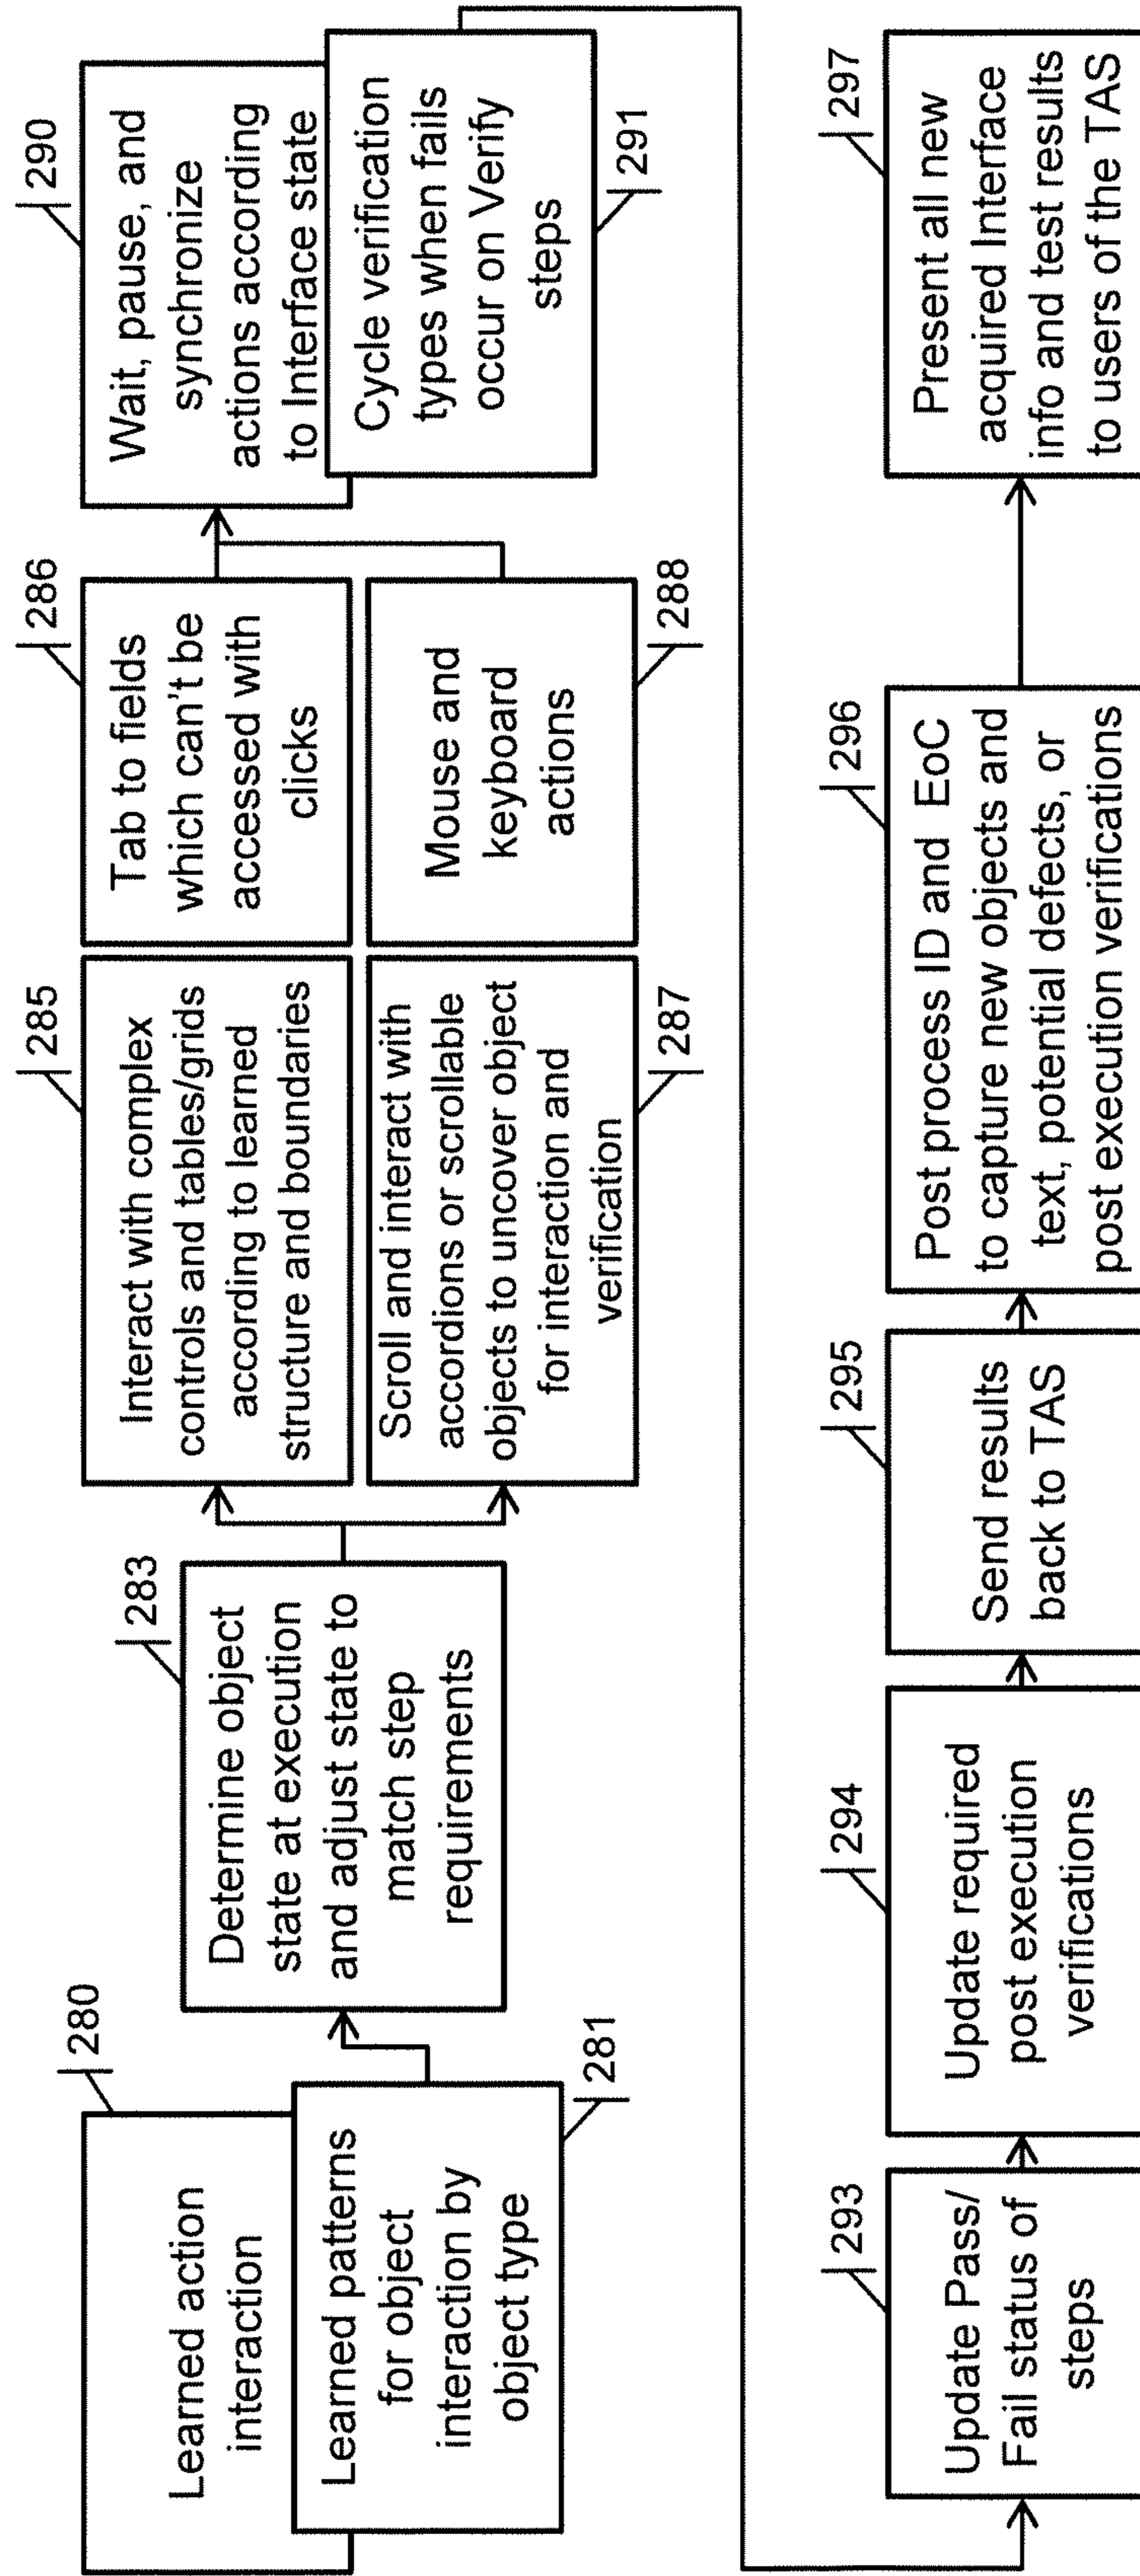 280
Learned action
interaction
Learned patterns
for object
interaction by
object type
281
283
Determine object
state at execution
and adjust state to
match step
requirements
285
Interact with complex
controls and tables/grids
according to learned
structure and boundaries
286
Tab to fields
which can't be
accessed with
clicks
Scroll and interact with
accordions or scrollable
objects to uncover object
for interaction and
verification
287
Mouse and
keyboard
actions
288
290
Wait, pause, and
synchronize
actions according
to Interface state
Cycle verification
types when fails
occur on Verify
steps
291
293
Update Pass/
Fail status of
steps
294
Update required
post execution
verifications
295
Send results
back to TAS
296
Post process ID and EoC
to capture new objects and
text, potential defects, or
post execution verifications
297
Present all new
acquired Interface
info and test results
to users of the TAS